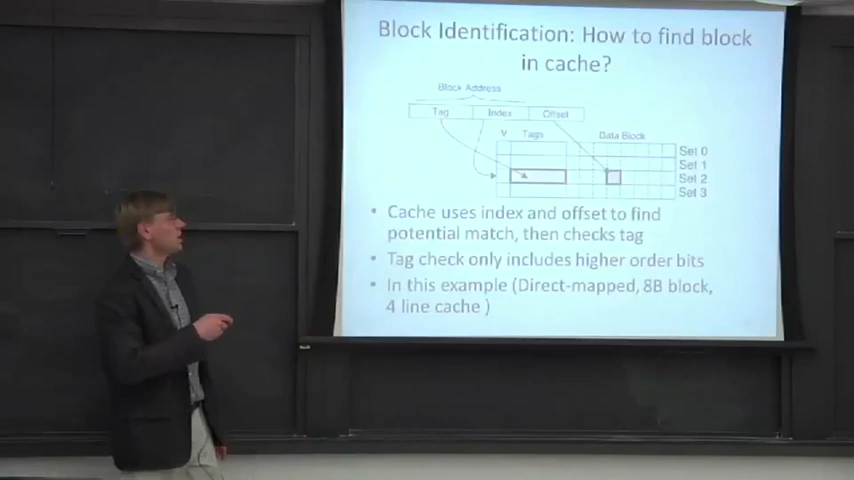 Block Identification: How to find block
in cache?
Block Address
Tag Index Offset
V Tags Data Block
Set 0
Set 1
Set 2
Set 3
• Cache uses index and offset to find
potential match, then checks tag
• Tag check only includes higher order bits
• In this example (Direct-mapped, 8B block,
4 line cache )